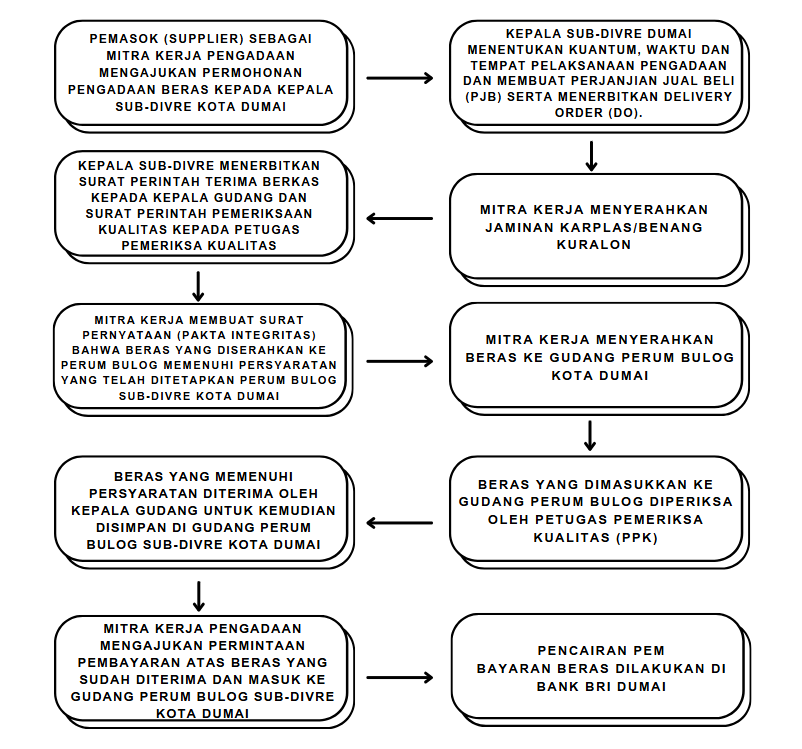 PEMASOK (SUPPLIER) SEBAGAI
MITRA KERJA PENGADAAN
MENGAJUKAN PERMOHONAN
PENGADAAN BERAS KEPADA KEPALA
SUB-DIVRE KOTA DUMAI
KEPALA SUB-DIVRE DUMAI
MENENTUKAN KUANTUM, WAKTU DAN
TEMPAT PELAKSANAAN PENGADAAN
DAN MEMBUAT PERJANJIAN JUAL BELI
(PJB) SERTA MENERBITKAN DELIVERY
ORDER (DO).
MITRA KERJA MENYERAHKAN
JAMINAN KARPLAS/BENANG
KURALON
KEPALA SUB-DIVRE MENERBITKAN
SURAT PERINTAH TERIMA BERKAS
KEPADA KEPALA GUDANG DAN
SURAT PERINTAH PEMERIKSAAN
KUALITAS KEPADA PETUGAS
PEMERIKSA KUALITAS
MITRA KERJA MEMBUAT SURAT
PERNYATAAN (PAKTA INTEGRITAS)
BAHWA BERAS YANG DISERAHKAN KE
PERUM BULOG MEMENUHI PERSYARATAN
YANG TELAH DITETAPKAN PERUM BULOG
SUB-DIVRE KOTA DUMAI
MITRA KERJA MENYERAHKAN
BERAS KE GUDANG PERUM BULOG
KOTA DUMAI
BERAS YANG DIMASUKKAN KE
GUDANG PERUM BULOG DIPERIKSA
OLEH PETUGAS PEMERIKSA
KUALITAS (PPK)
BERAS YANG MEMENUHI
PERSYARATAN DITERIMA OLEH
KEPALA GUDANG UNTUK KEMUDIAN
DISIMPAN DI GUDANG PERUM
BULOG SUB-DIVRE KOTA DUMAI
MITRA KERJA PENGADAAN
MENGAJUKAN PERMINTAAN
PEMBAYARAN ATAS BERAS YANG
SUDAH DITERIMA DAN MASUK KE
GUDANG PERUM BULOG SUB-DIVRE
KOTA DUMAI
PENCAIRAN PEM
BAYARAN BERAS DILAKUKAN DI
BANK BRI DUMAI